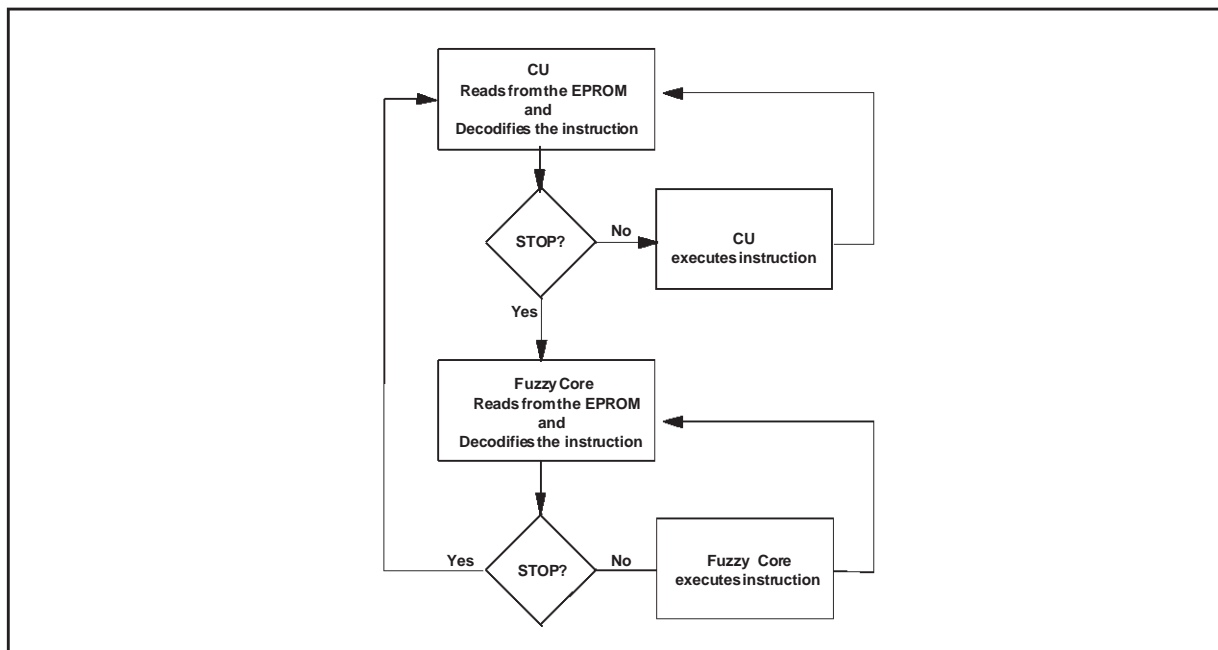 CU
Reads from the EPROM
and
Decodifies the instruction
STOP?
No
CU
executes instruction
Yes
Fuzzy Core
Reads from the EPROM
and
Decodifies the instruction
Yes
STOP?
No
Fuzzy Core
executes instruction